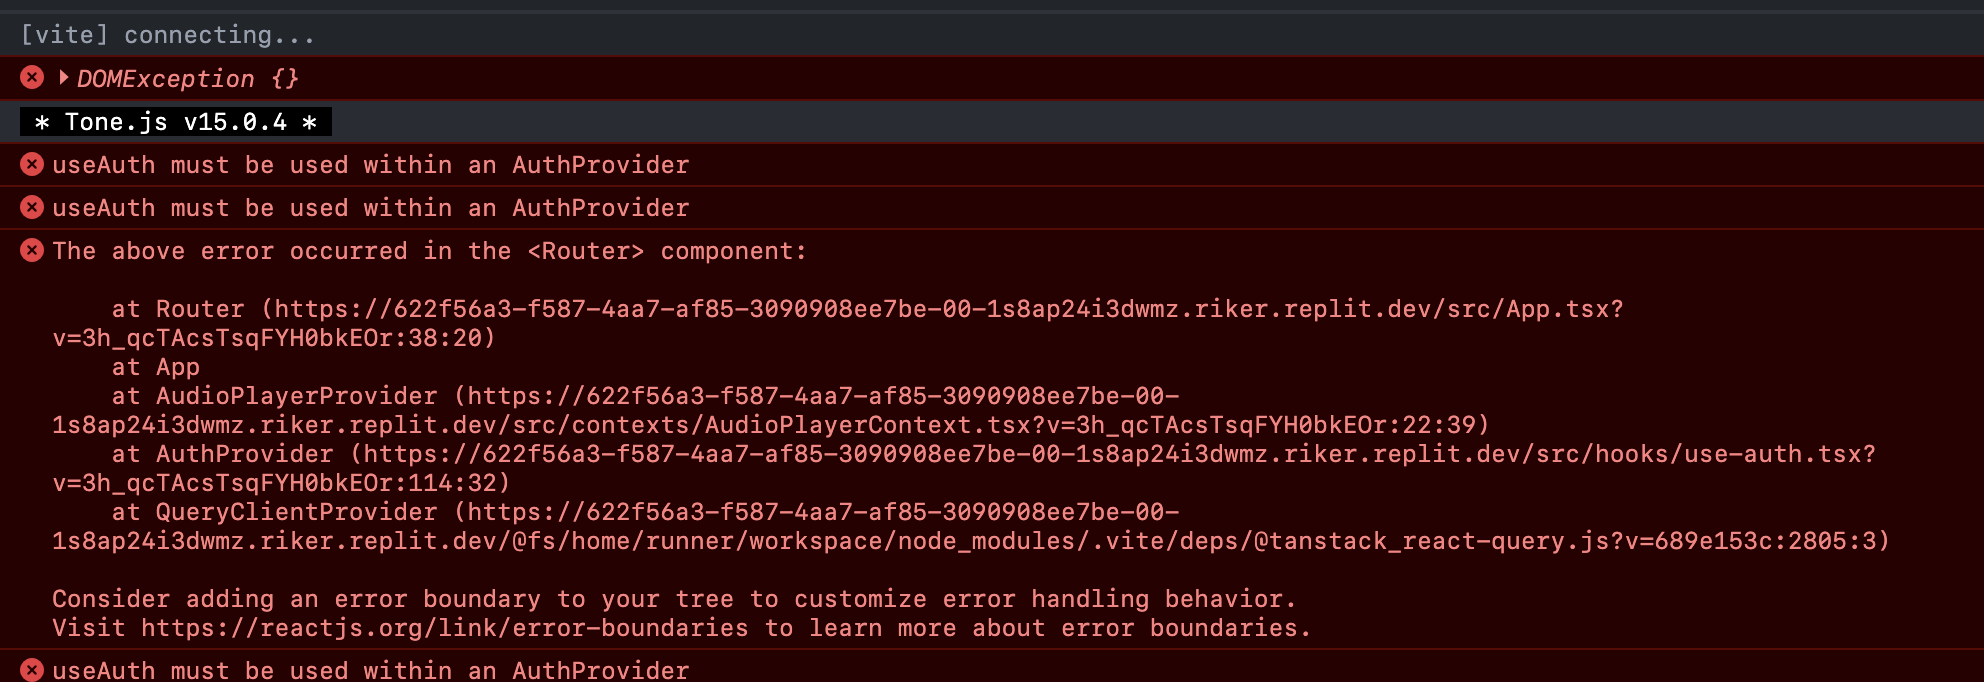 [vite] connecting...
DOMException {}
* Tone.js v15.0.4 *
useAuth must be used within an AuthProvider
useAuth must be used within an AuthProvider
The above error occurred in the <Router> component:
at Router (https://622f56a3-f587-4aa7-af85-3090908ee7be-00-1s8ap24i3dwmz.riker.replit.dev/src/App.tsx?
v=3h_qcTAcsTsqFYH0bkEOr:38:20)
at App
at AudioPlayerProvider (https://622f56a3-f587-4aa7-af85-3090908ee7be-00-
1s8ap24i3dwmz.riker.replit.dev/src/contexts/AudioPlayerContext.tsx?v=3h_qcTAcsTsqFYH0bkEOr:22:39)
at AuthProvider (https://622f56a3-f587-4aa7-af85-3090908ee7be-00-1s8ap24i3dwmz.riker.replit.dev/src/hooks/use-auth.tsx?
v=3h_qcTAcsTsqFYH0bkEOr:114:32)
at QueryClientProvider (https://622f56a3-f587-4aa7-af85-3090908ee7be-00-
1s8ap24i3dwmz.riker.replit.dev/@fs/home/runner/workspace/node_modules/.vite/deps/@tanstack_react-query.js?v=689e153c:2805:3)
Consider adding an error boundary to your tree to customize error handling behavior.
Visit https://reactjs.org/link/error-boundaries to learn more about error boundaries.
useAuth must be used within an AuthProvider